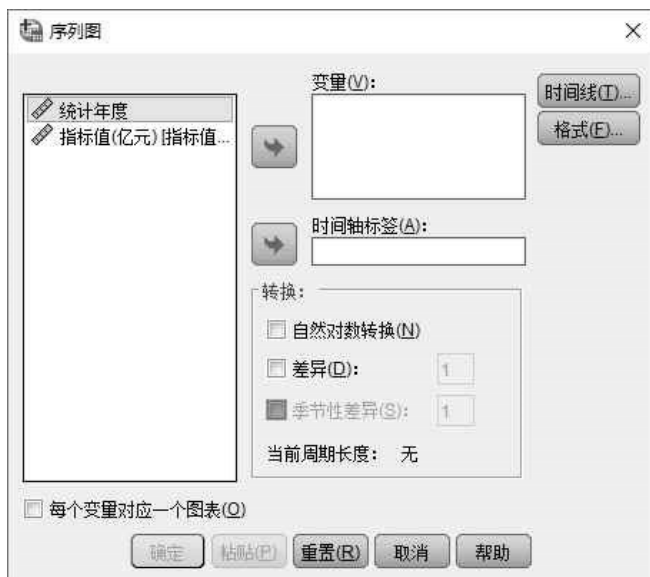 序列图
统计年度
指标值(亿元) [指标值...
变量(V):
时间线(T)...
格式(F)...
时间轴标签(A):
转换:
自然对数转换(N)
差异(D): 1
季节性差异(S): 1
当前周期长度: 无
每个变量对应一个图表(O)
确定 粘贴(P) 重置(R) 取消 帮助